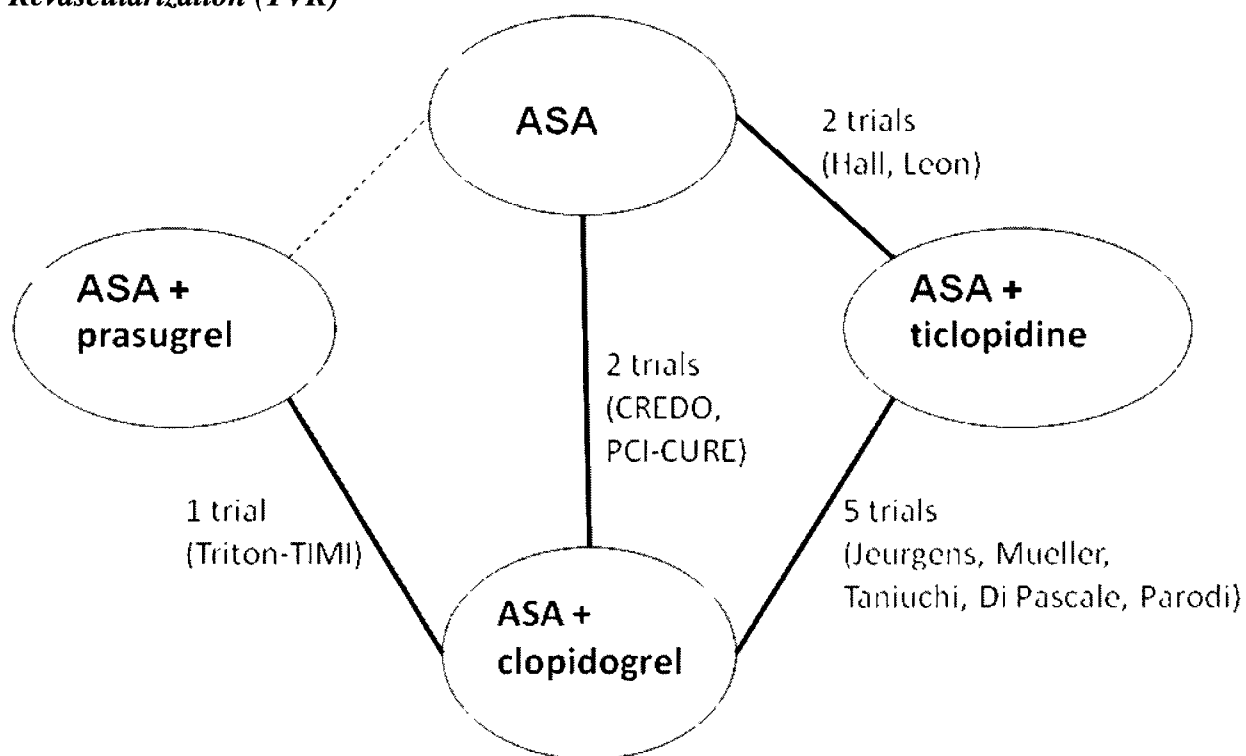 Revascularization (TVR)
ASA
2 trials
(Hall, Leon)
ASA +
prasugrel
ASA +
ticlopidine
2 trials
(CREDO,
PCI-CURE)
1 trial
(Triton-TIMI)
5 trials
(Jeurgens, Mueller,
Taniuchi, Di Pascale, Parodi)
ASA +
clopidogrel